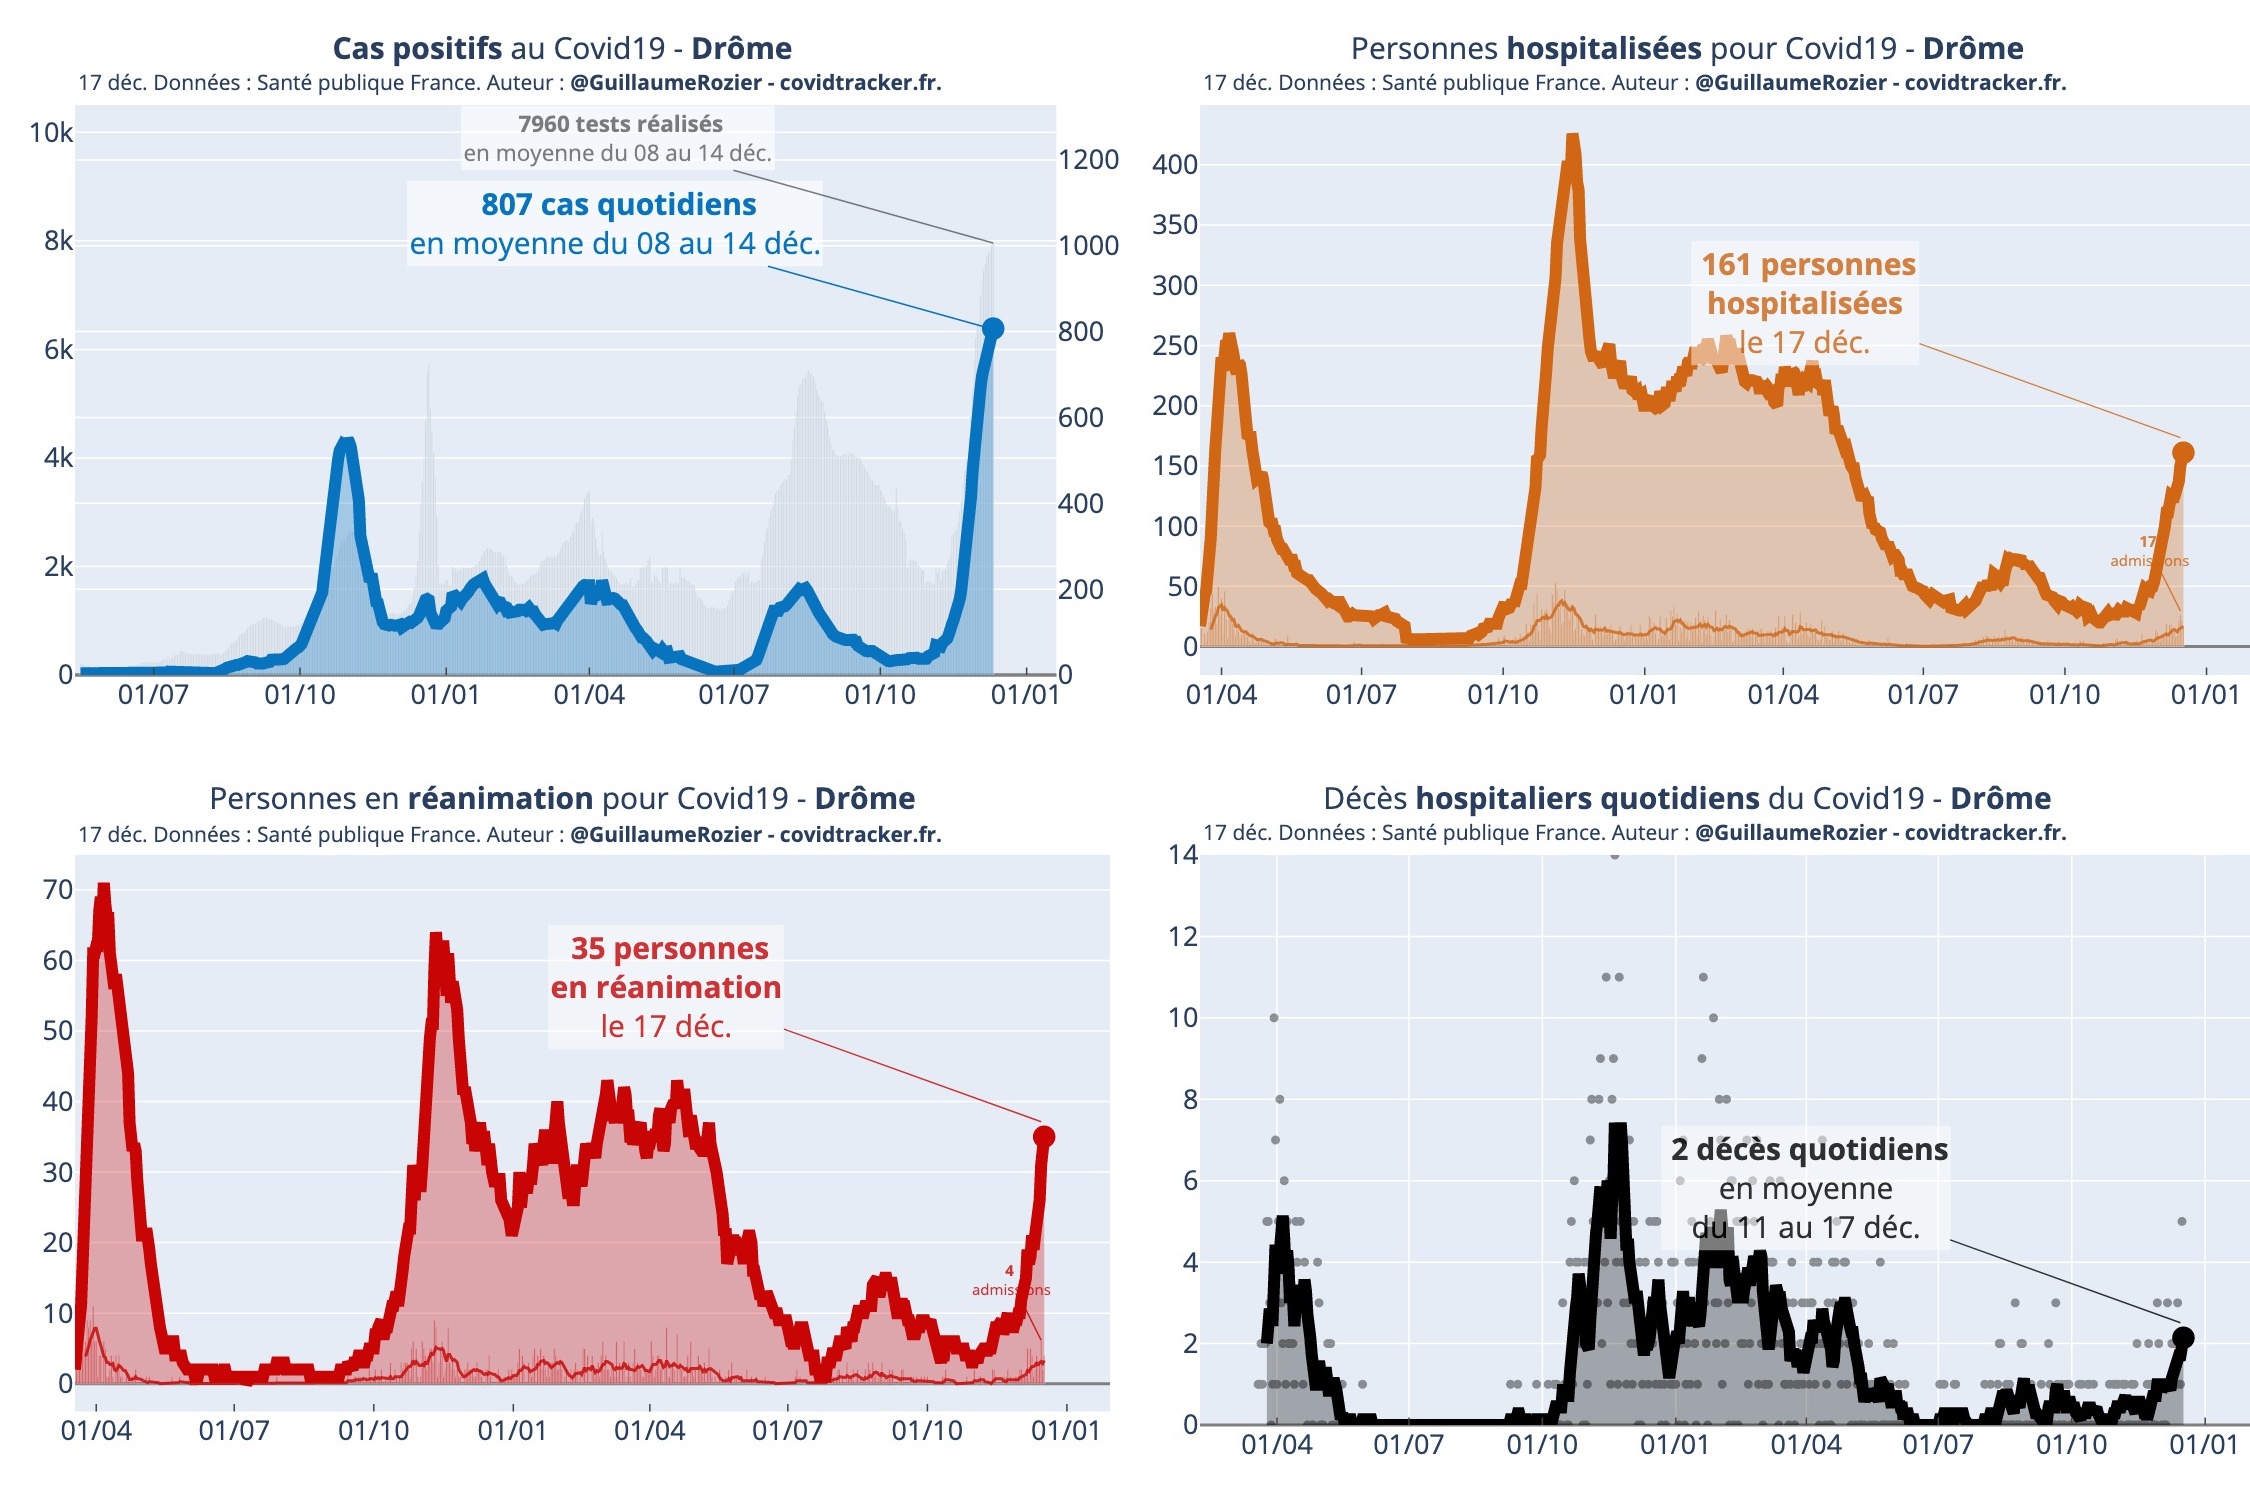 Cas positifs au Covid19 - Drôme
17 déc. Données : Santé publique France. Auteur : @GuillaumeRozier - covidtracker.fr.
7960 tests réalisés
en moyenne du 08 au 14 déc.
807 cas quotidiens
en moyenne du 08 au 14 déc.
10k
8k
6k
4k
2k
0
1200
1000
800
600
400
200
0
01/07
01/10
01/01
01/04
01/07
01/10
01/01
Personnes hospitalisées pour Covid19 - Drôme
17 déc. Données : Santé publique France. Auteur : @GuillaumeRozier - covidtracker.fr.
161 personnes
hospitalisées
le 17 déc.
17
admissions
400
350
300
250
200
150
100
50
0
01/04
01/07
01/10
01/01
01/04
01/07
01/10
01/01
Personnes en réanimation pour Covid19 - Drôme
17 déc. Données : Santé publique France. Auteur : @GuillaumeRozier - covidtracker.fr.
35 personnes
en réanimation
le 17 déc.
4
admissions
70
60
50
40
30
20
10
0
01/04
01/07
01/10
01/01
01/04
01/07
01/10
01/01
Décès hospitaliers quotidiens du Covid19 - Drôme
17 déc. Données : Santé publique France. Auteur : @GuillaumeRozier - covidtracker.fr.
2 décès quotidiens
en moyenne
du 11 au 17 déc.
14
12
10
8
6
4
2
0
01/04
01/07
01/10
01/01
01/04
01/07
01/10
01/01